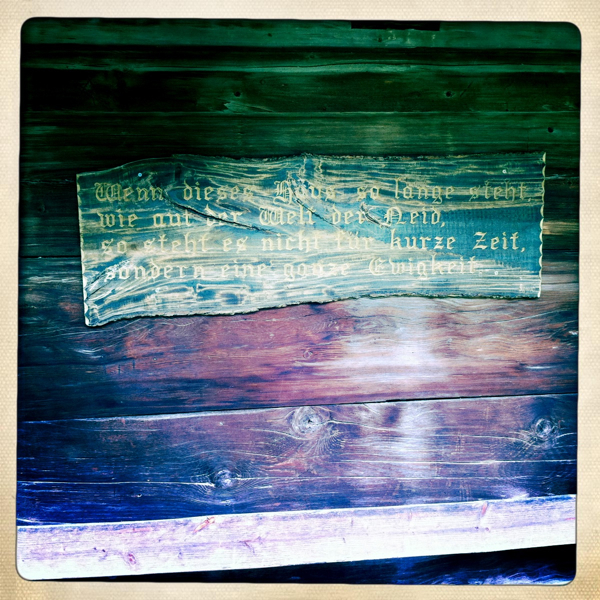 Wenn dieses Haus so lange steht
wie auf der Welt der Neid,
so steht es nicht für kurze Zeit,
sondern eine ganze Ewigkeit.